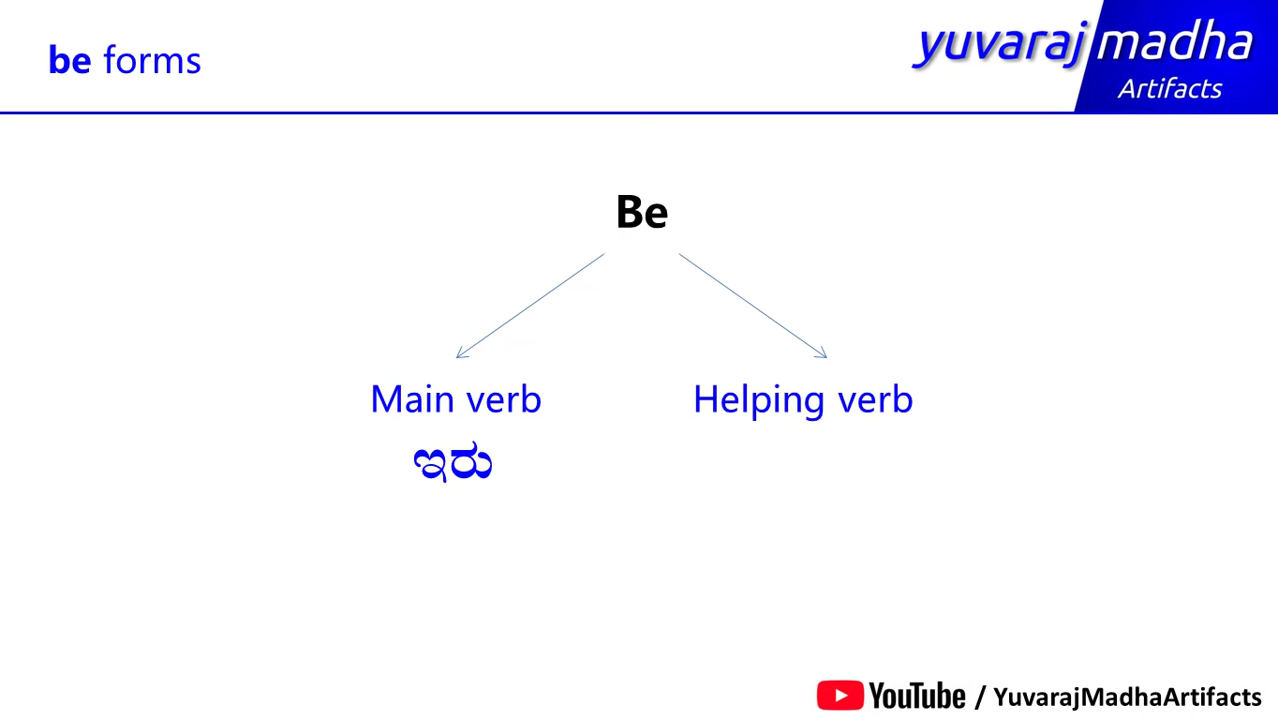 be forms
yuvaraj madha
Artifacts
Be
Main verb
Helping verb
ಇರು
YouTube / YuvarajMadhaArtifacts